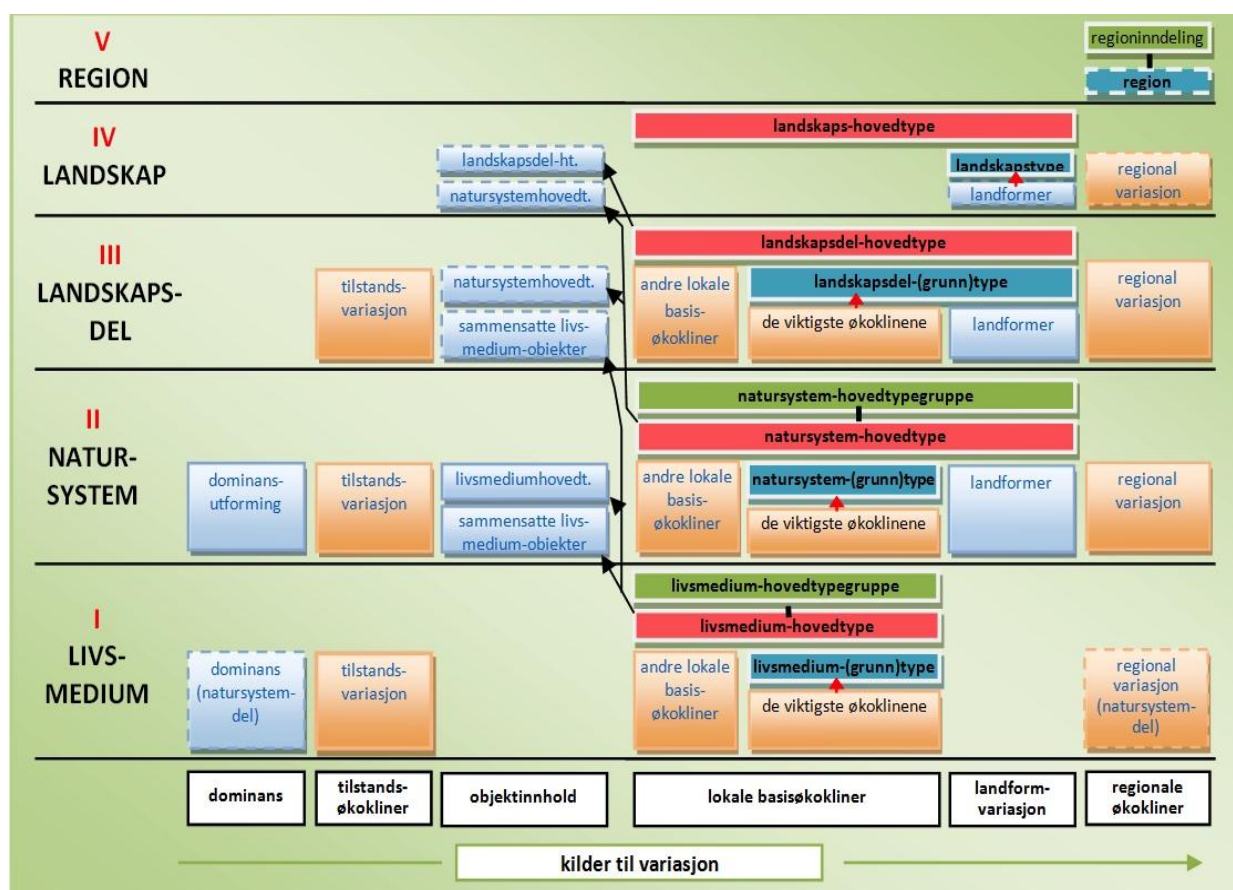 V
REGION
regioninndeling
region
IV
LANDSKAP
landskaps-hovedtype
landskapsdel-ht.
natursystemhovedt.
landskapstype
landformer
regional
variasjon
III
LANDSKAPS-
DEL
landskapsdel-hovedtype
tilstands-
variasjon
natursystemhovedt.
sammensatte livs-
medium-obiekter
andre lokale
basis-
økokliner
landskapsdel-(grunn)type
de viktigste økoklinene
landformer
regional
variasjon
II
NATUR-
SYSTEM
natursystem-hovedtypegruppe
natursystem-hovedtype
dominans-
utforming
tilstands-
variasjon
livsmediumhovedt.
sammensatte livs-
medium-obiekter
andre lokale
basis-
økokliner
natursystem-(grunn)type
de viktigste økoklinene
landformer
regional
variasjon
I
LIVS-
MEDIUM
livsmedium-hovedtypegruppe
livsmedium-hovedtype
dominans
(natursystem-
del)
tilstands-
variasjon
andre lokale
basis-
økokliner
livsmedium-(grunn)type
de viktigste økoklinene
regional
variasjon
(natursystem-
del)
dominans
tilstands-
økokliner
objektinnhold
lokale basisøkokliner
landform-
variasjon
regionale
økokliner
kilder til variasjon